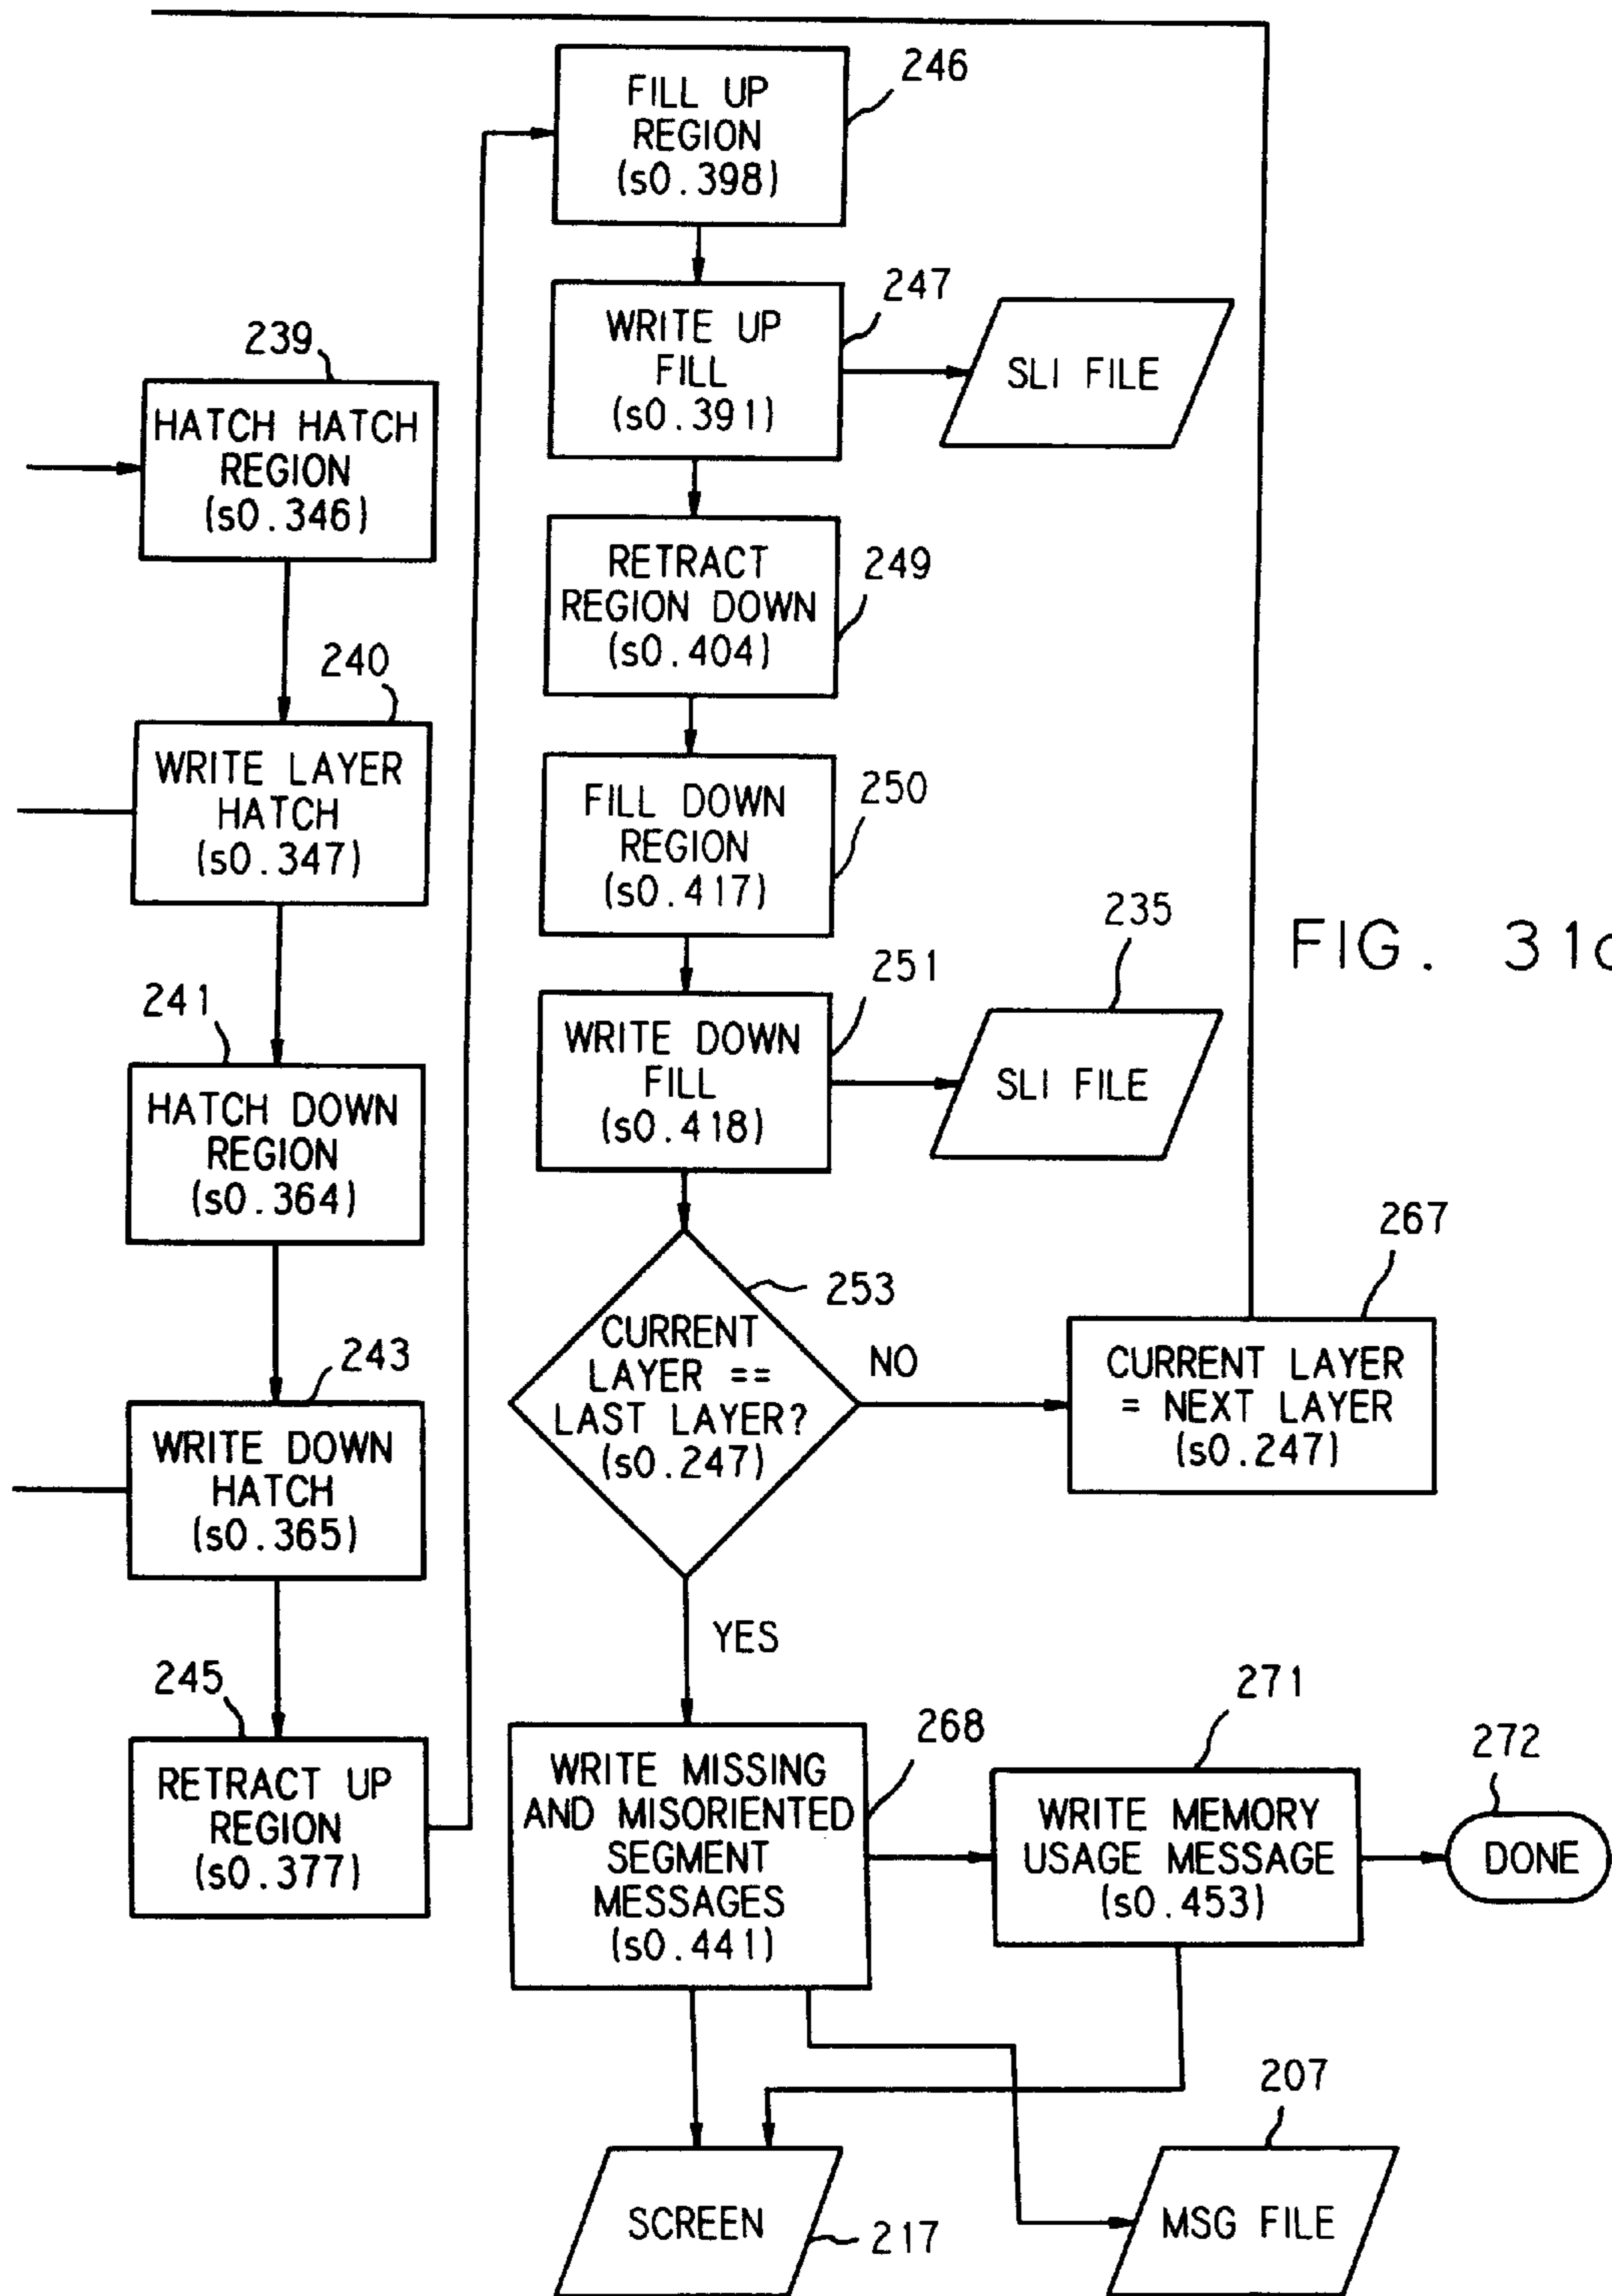 239
HATCH HATCH
REGION
(s0.346)
240
WRITE LAYER
HATCH
(s0.347)
241
HATCH DOWN
REGION
(s0.364)
243
WRITE DOWN
HATCH
(s0.365)
245
RETRACT UP
REGION
(s0.377)
246
FILL UP
REGION
(s0.398)
247
WRITE UP
FILL
(s0.391)
SLI FILE
249
RETRACT
REGION DOWN
(s0.404)
250
FILL DOWN
REGION
(s0.417)
251
WRITE DOWN
FILL
(s0.418)
235
SLI FILE
FIG. 31
253
CURRENT
LAYER ==
LAST LAYER?
(s0.247)
NO
267
CURRENT LAYER
= NEXT LAYER
(s0.247)
YES
268
WRITE MISSING
AND MISORIENTED
SEGMENT
MESSAGES
(s0.441)
271
WRITE MEMORY
USAGE MESSAGE
(s0.453)
272
DONE
SCREEN
217
207
MSG FILE